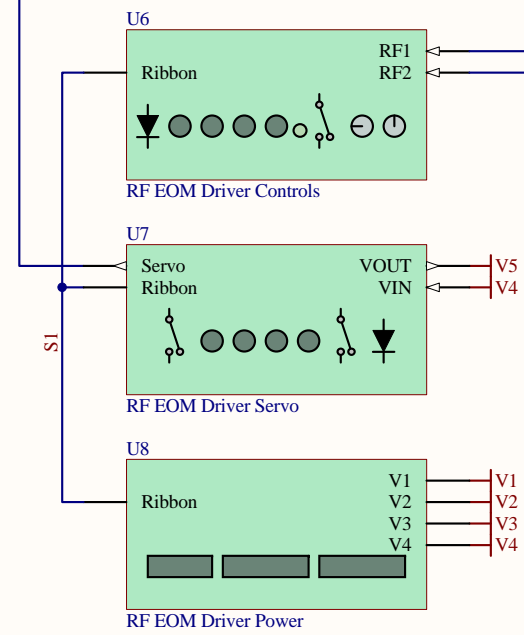 U6
RF1
Ribbon
RF2
RF EOM Driver Controls
U7
Servo VOUT V5
Ribbon VIN V4
S1
RF EOM Driver Servo
U8
V1 V1
Ribbon V2 V2
V3 V3
V4 V4
RF EOM Driver Power